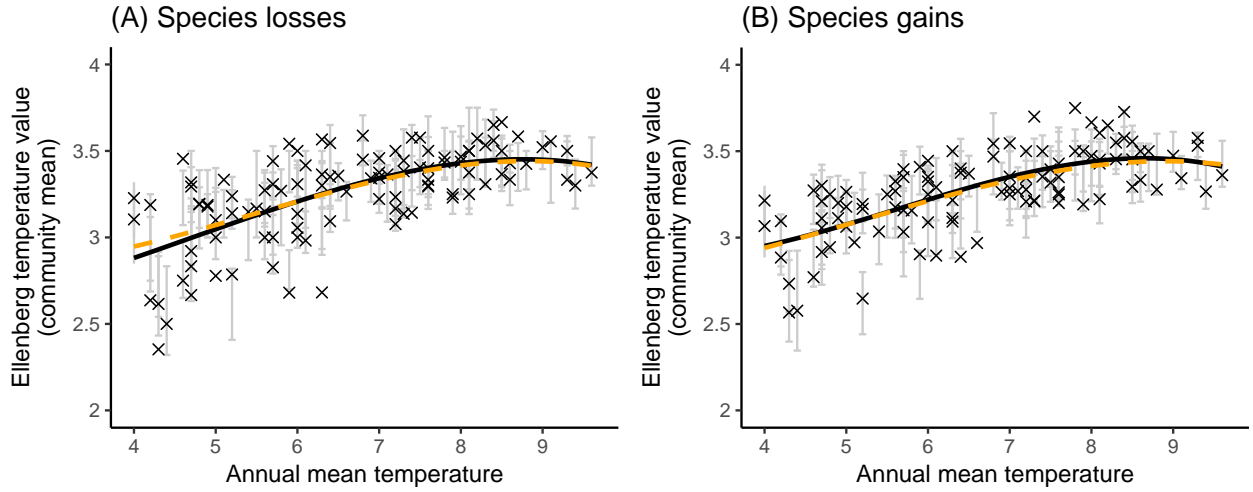 (A) Species losses
Ellenberg temperature value
(community mean)
4
3.5
3
2.5
2
4 5 6 7 8 9
Annual mean temperature
(B) Species gains
Ellenberg temperature value
(community mean)
4
3.5
3
2.5
2
4 5 6 7 8 9
Annual mean temperature